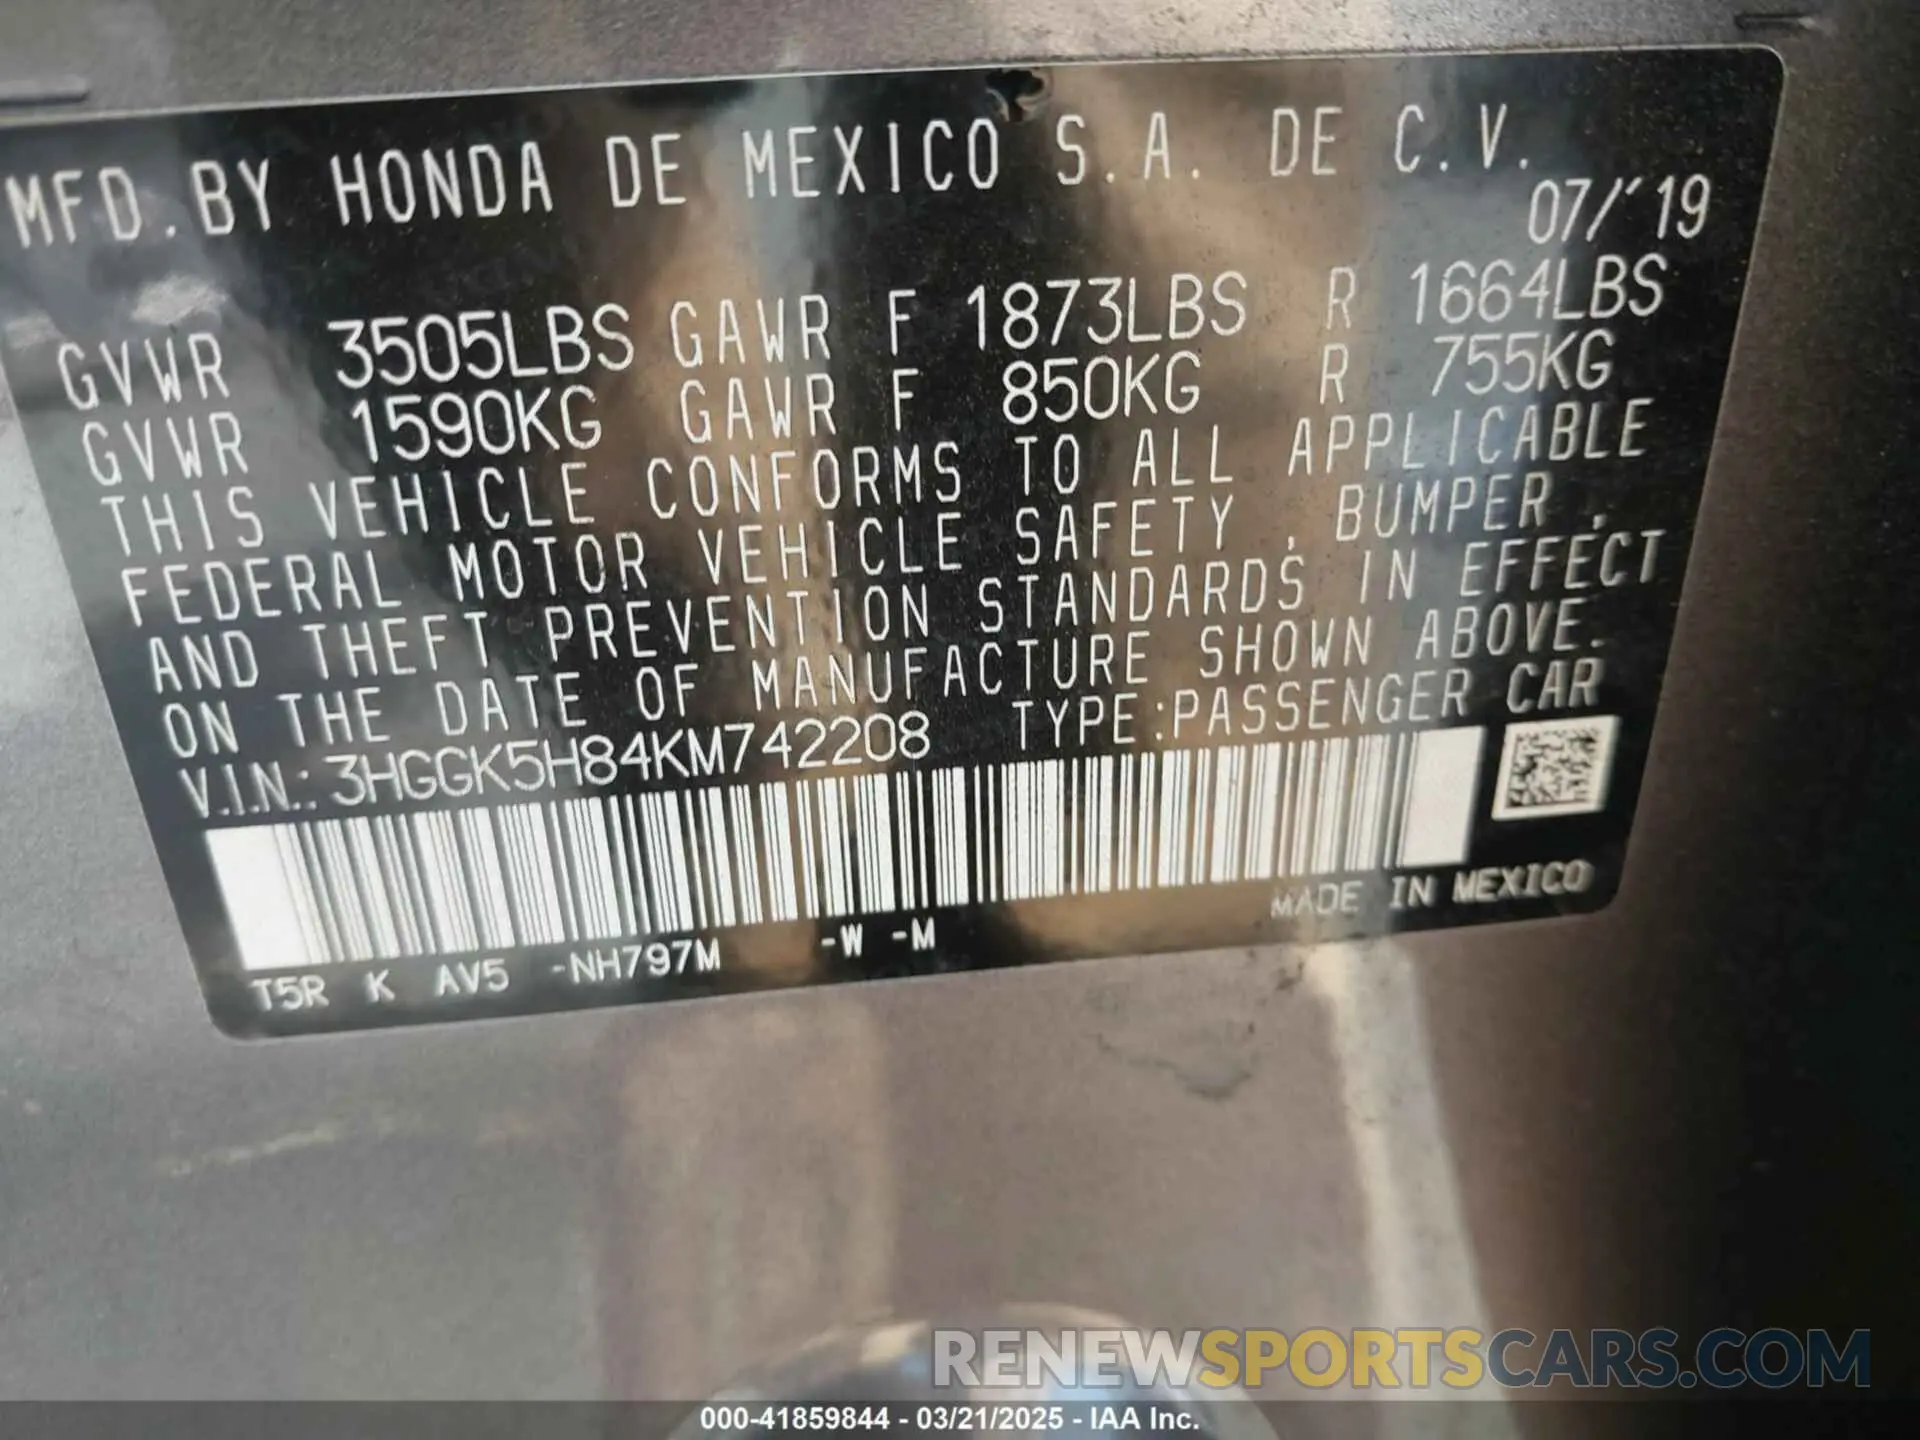 MFD.BY HONDA DE MEXICO S.A. DE C.V.
07/'19
GVWR 3505LBS GAWR F 1873LBS R 1664LBS
GVWR 1590KG GAWR F 850KG R 755KG
THIS VEHICLE CONFORMS TO ALL APPLICABLE
FEDERAL MOTOR VEHICLE SAFETY , BUMPER ,
AND THEFT PREVENTION STANDARDS IN EFFECT
ON THE DATE OF MANUFACTURE SHOWN ABOVE.
V.I.N.: 3HGGK5H84KM742208 TYPE:PASSENGER CAR
MADE IN MEXICO
T5R K AV5 -NH797M -W -M
RENEWSPORTSCARS.COM
000-41859844 - 03/21/2025 - IAA Inc.